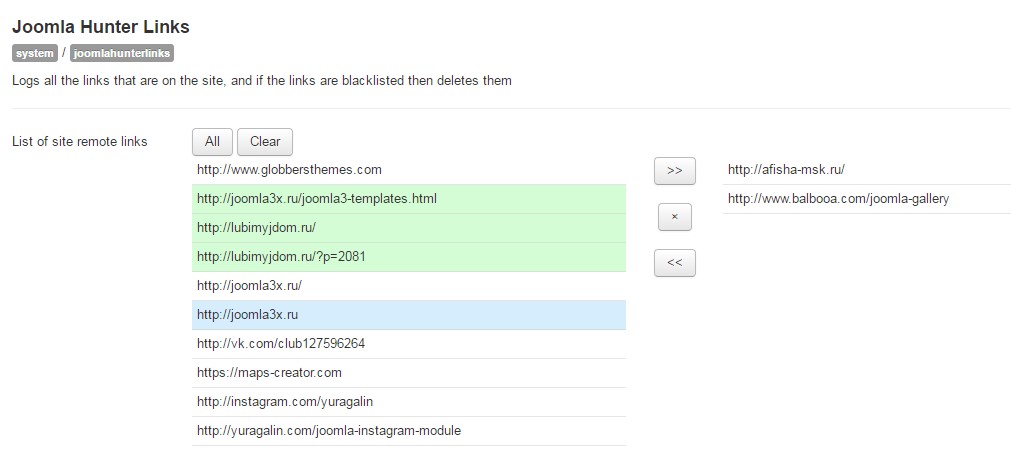 Joomla Hunter Links
system / joomlahunterlinks
Logs all the links that are on the site, and if the links are blacklisted then deletes them
List of site remote links
All Clear
http://www.globbersthemes.com
http://joomla3x.ru/joomla3-templates.html
http://lubimyjdom.ru/
http://lubimyjdom.ru/?p=2081
http://joomla3x.ru/
http://joomla3x.ru
http://vk.com/club127596264
https://maps-creator.com
http://instagram.com/yuragalin
http://yuragalin.com/joomla-instagram-module
>>
×
<<
http://afisha-msk.ru/
http://www.balbooa.com/joomla-gallery